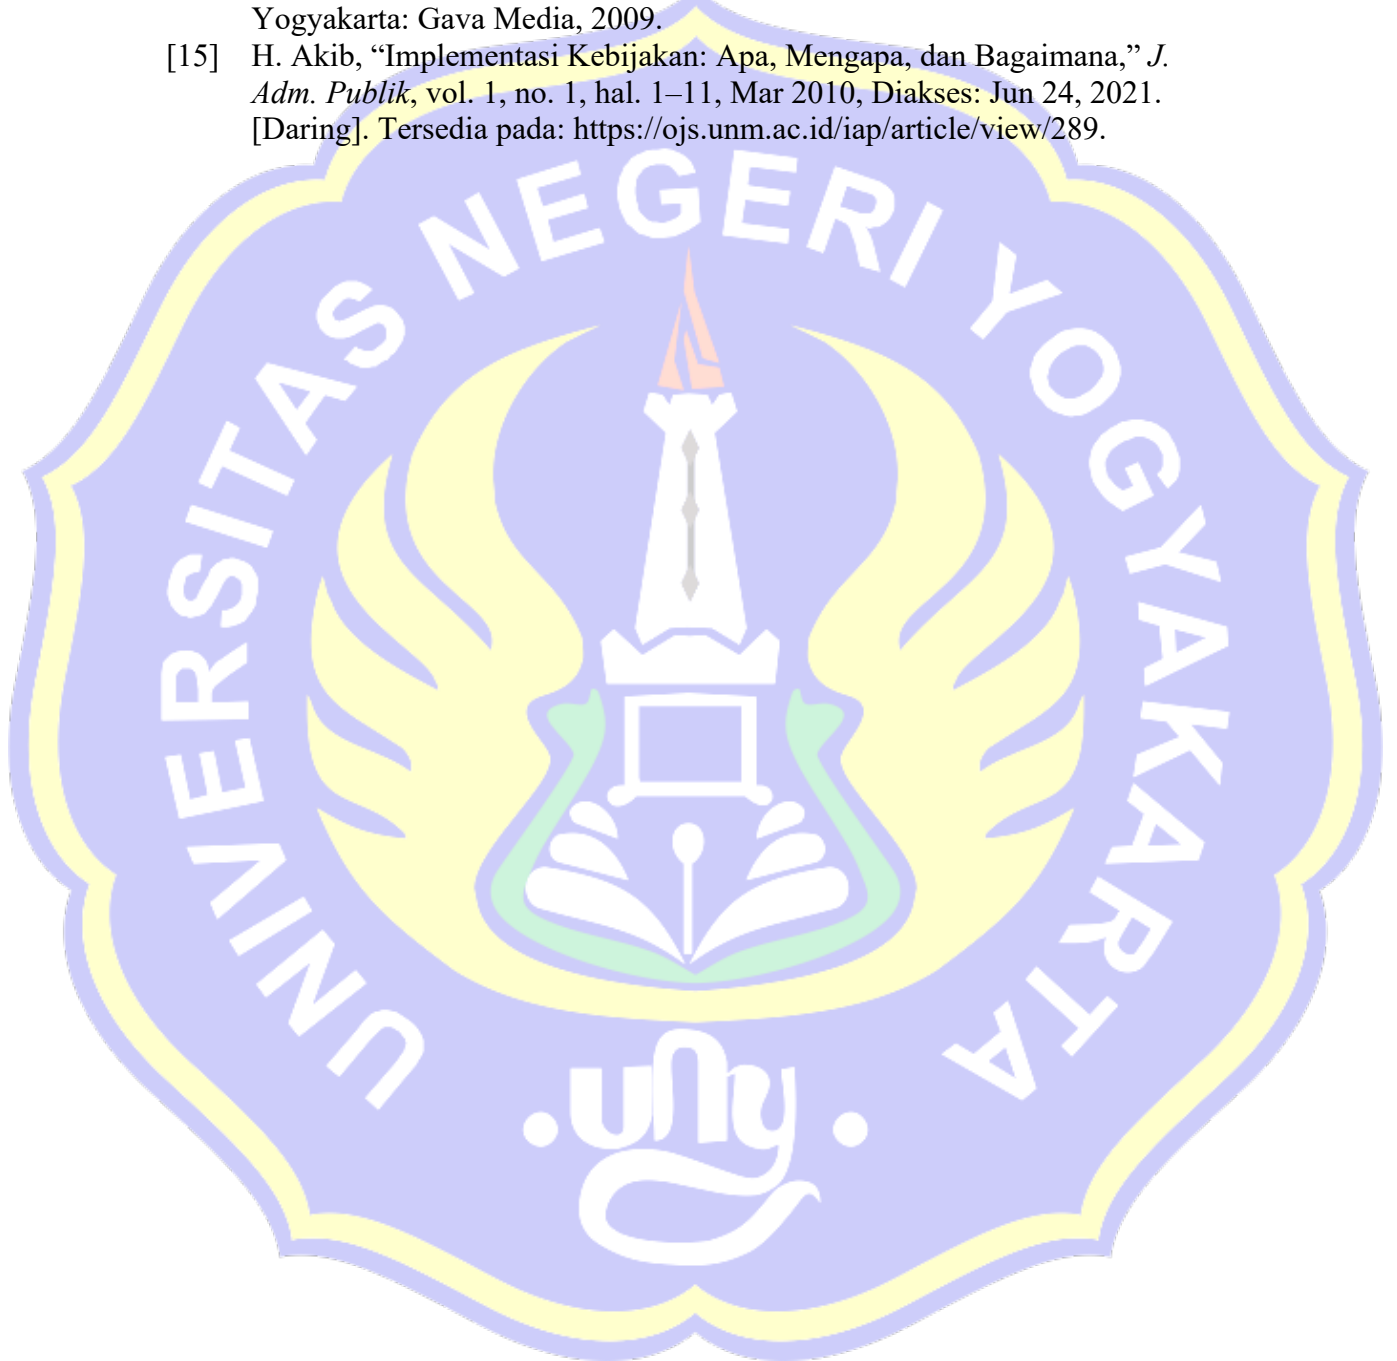 Yogyakarta: Gava Media, 2009.
[15] H. Akib, “Implementasi Kebijakan: Apa, Mengapa, dan Bagaimana,” J.
Adm. Publik, vol. 1, no. 1, hal. 1–11, Mar 2010, Diakses: Jun 24, 2021.
[Daring]. Tersedia pada: https://ojs.unm.ac.id/iap/article/view/289.
UNIVERSITAS NEGERI YOGYAKARTA
uny